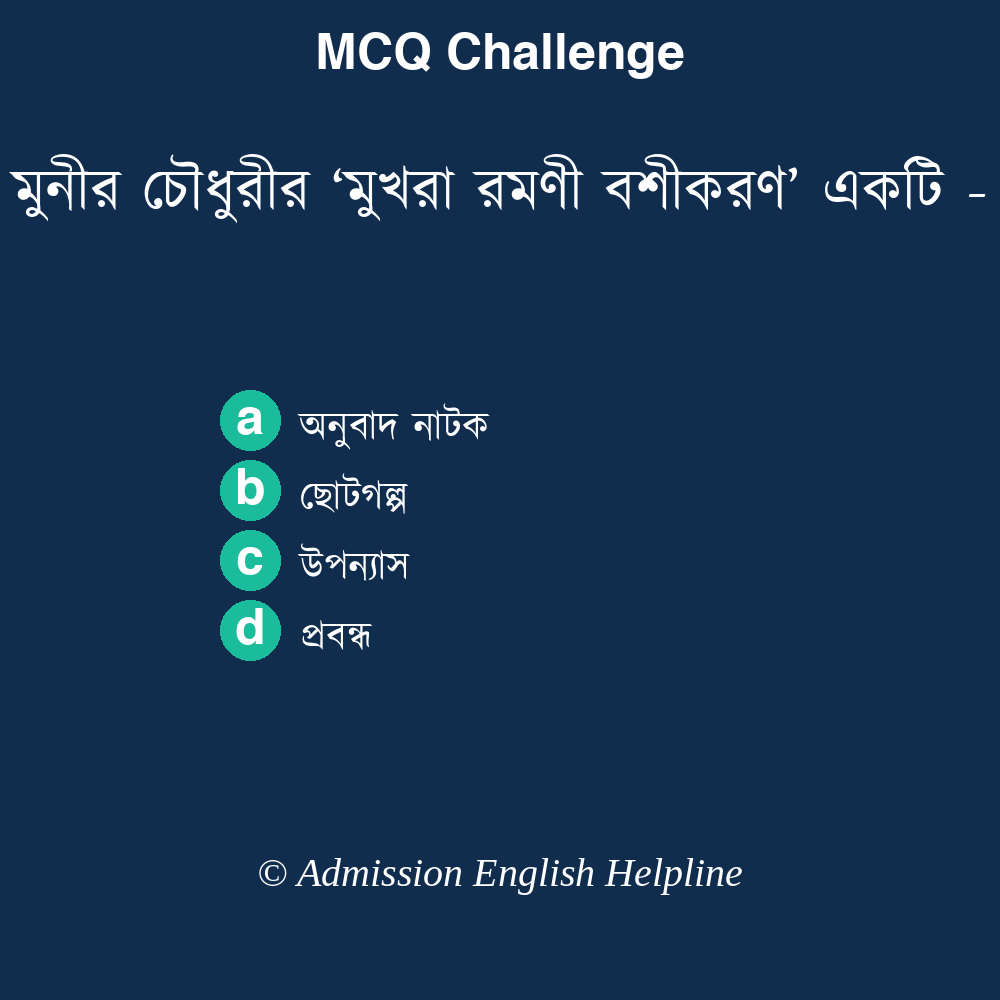 MCQ Challenge
মুনীর চৌধুরীর ‘মুখরা রমণী বশীকরণ’ একটি -
a অনুবাদ নাটক
b ছোটগল্প
c উপন্যাস
d প্রবন্ধ
© Admission English Helpline